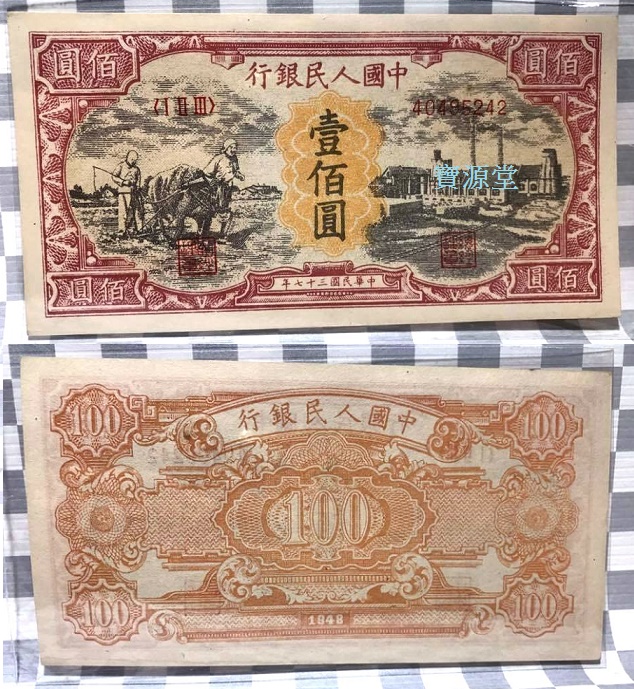 圓佰
行銀民人國中
佰圓
〈I II III〉
40495242
壹佰圓
寶源堂
圓佰
年七十三國民華中
佰圓
100
行銀民人國中
100
100
100
1948
100